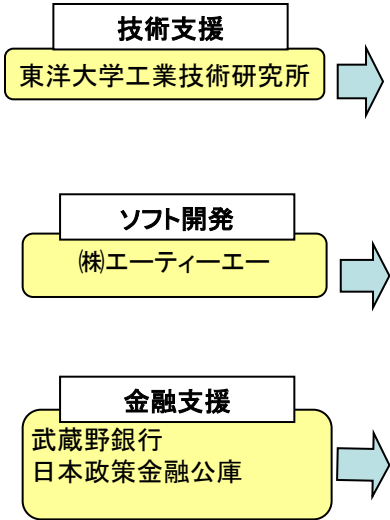 技術支援
東洋大学工業技術研究所
ソフト開発
㈱エーティーエー
金融支援
武蔵野銀行
日本政策金融公庫